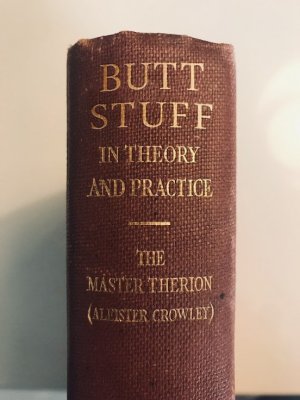 BUTT
STUFF
IN THEORY
AND PRACTICE
THE
MASTER THERION
(ALEISTER CROWLEY)